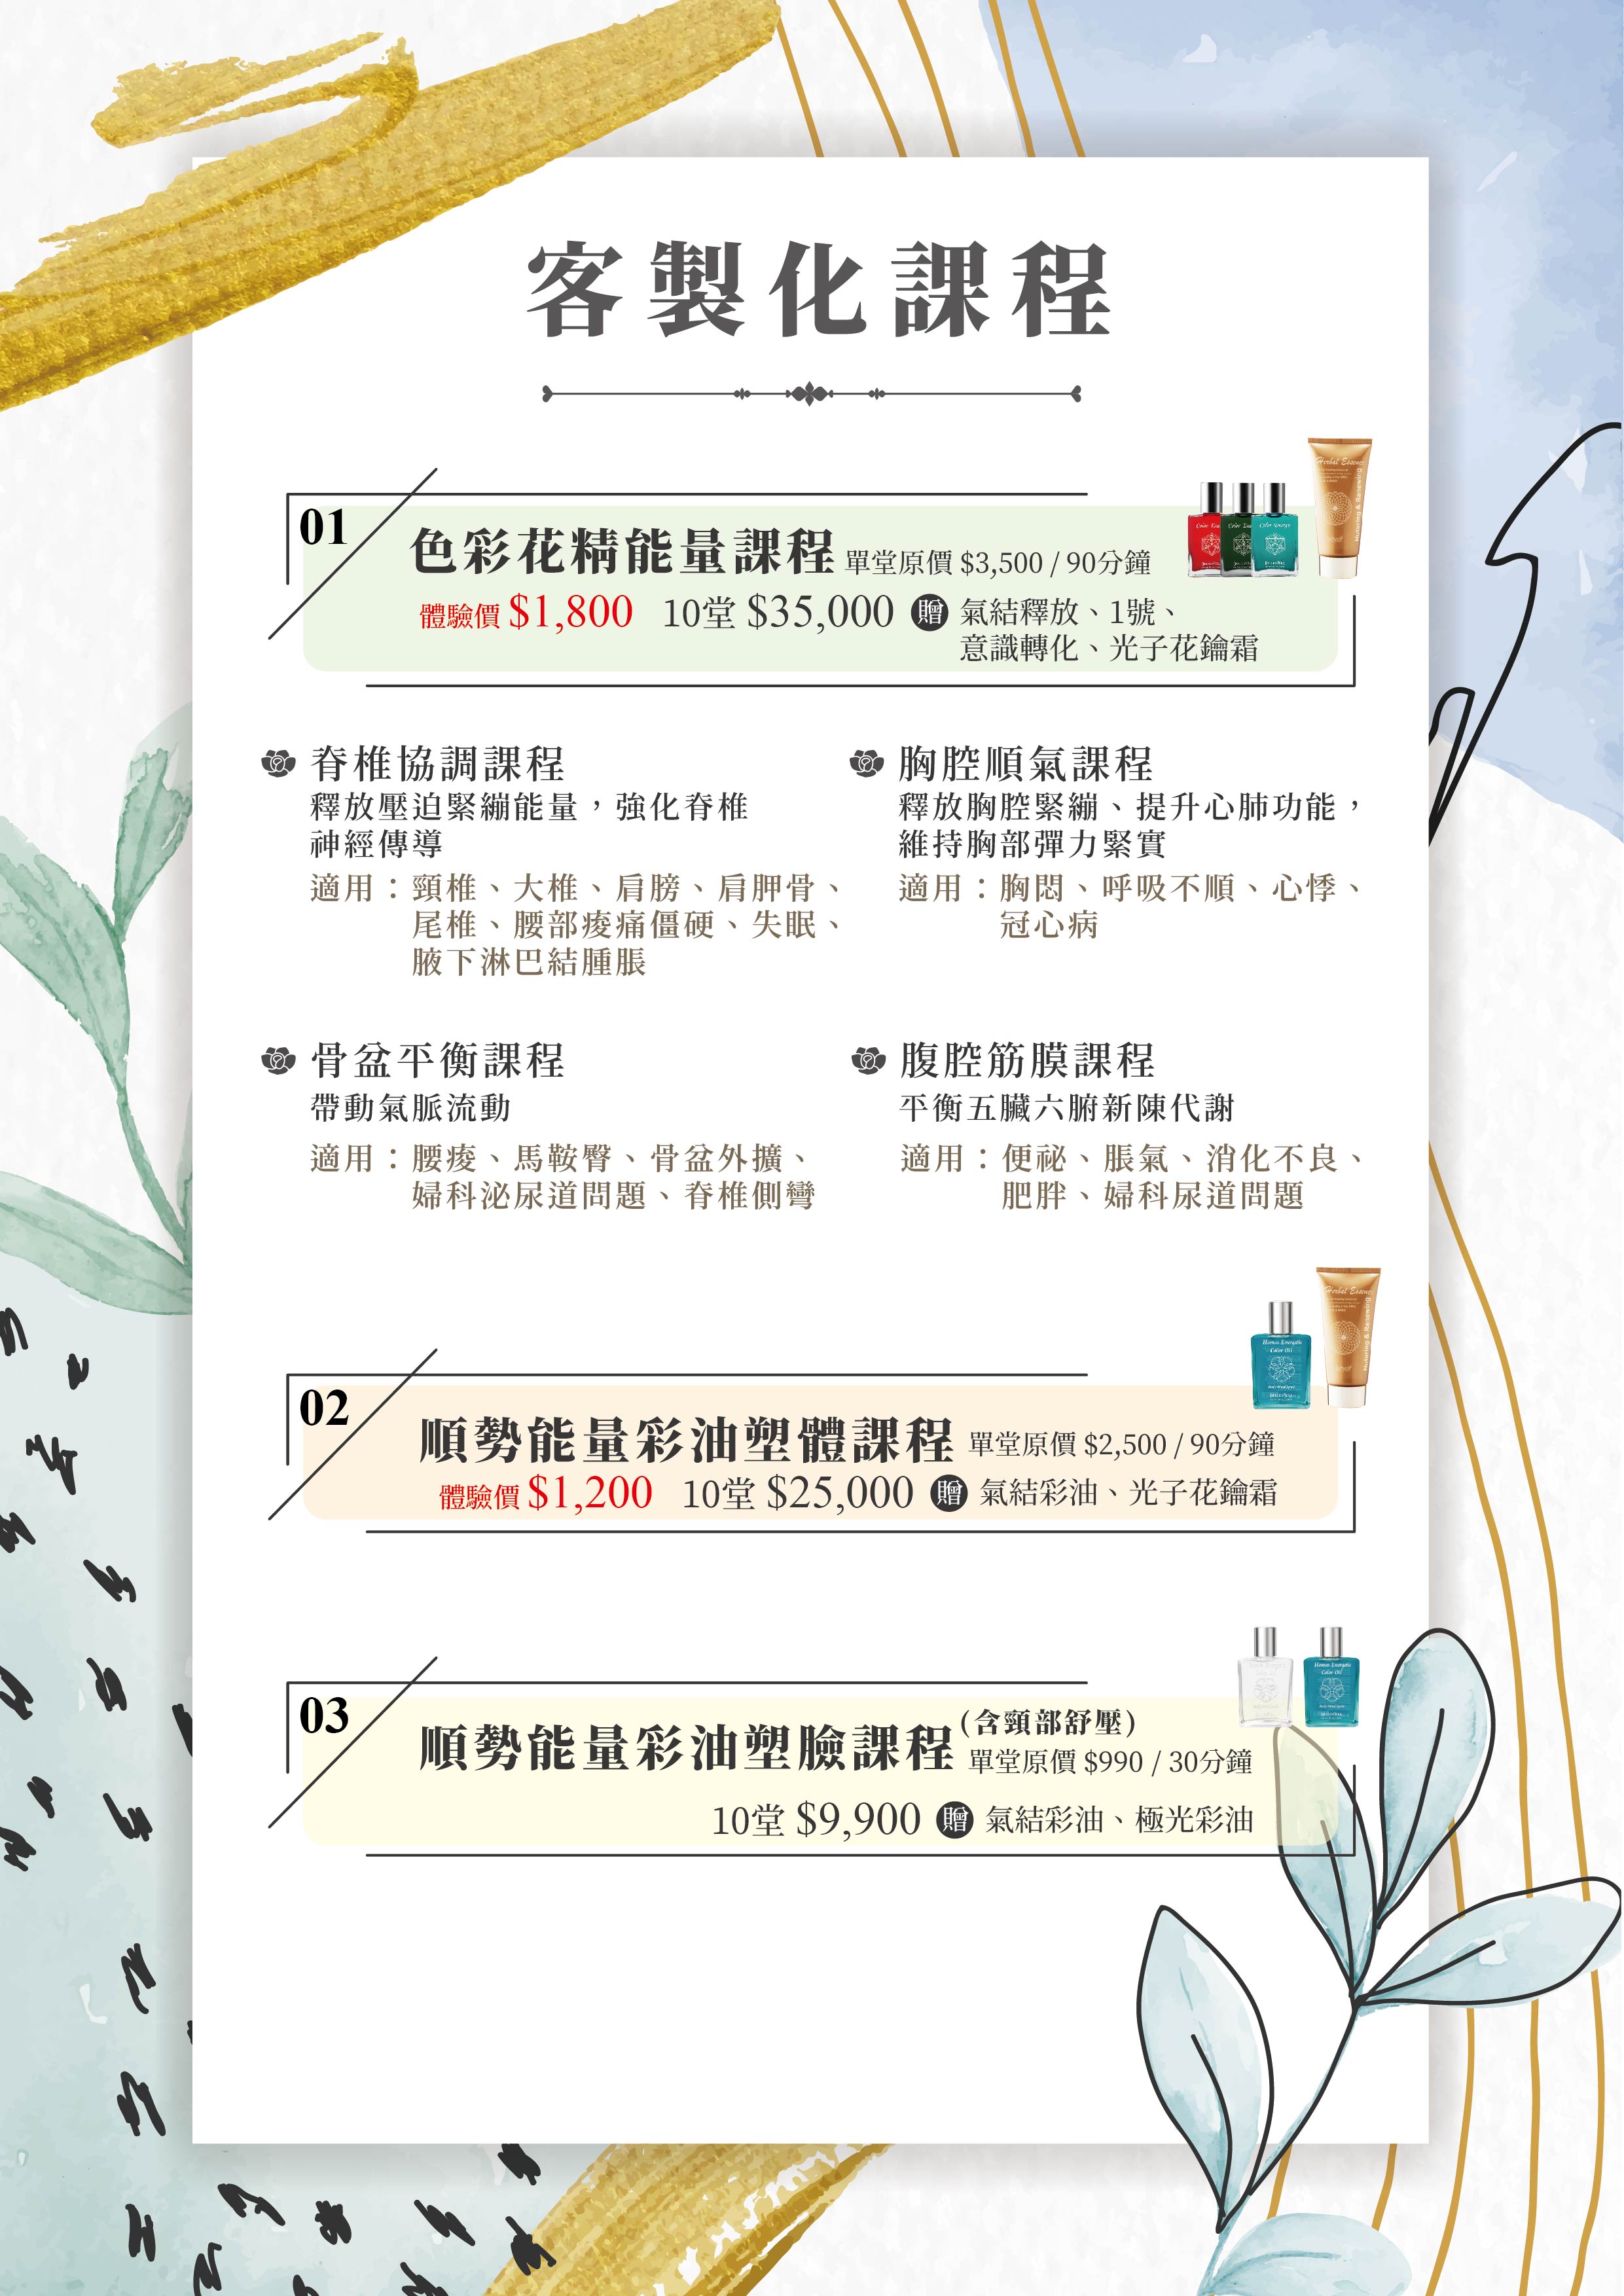 客製化課程
01
色彩花精能量課程 單堂原價 $3,500 / 90分鐘
體驗價 $1,800 10堂 $35,000 贈 氣結釋放、1號、
意識轉化、光子花鑰霜
Herbal Essence
脊椎協調課程
釋放壓迫緊繃能量，強化脊椎
神經傳導
適用：頸椎、大椎、肩膀、肩胛骨、
尾椎、腰部痠痛僵硬、失眠、
腋下淋巴結腫脹
胸腔順氣課程
釋放胸腔緊繃、提升心肺功能，
維持胸部彈力緊實
適用：胸悶、呼吸不順、心悸、
冠心病
骨盆平衡課程
帶動氣脈流動
適用：腰痠、馬鞍臀、骨盆外擴、
婦科泌尿道問題、脊椎側彎
腹腔筋膜課程
平衡五臟六腑新陳代謝
適用：便祕、脹氣、消化不良、
肥胖、婦科尿道問題
02
順勢能量彩油塑體課程 單堂原價 $2,500 / 90分鐘
體驗價 $1,200 10堂 $25,000 贈 氣結彩油、光子花鑰霜
Color Oil
Herbal Essence
03
順勢能量彩油塑臉課程 (含頸部舒壓)
單堂原價 $990 / 30分鐘
10堂 $9,900 贈 氣結彩油、極光彩油
Color Oil